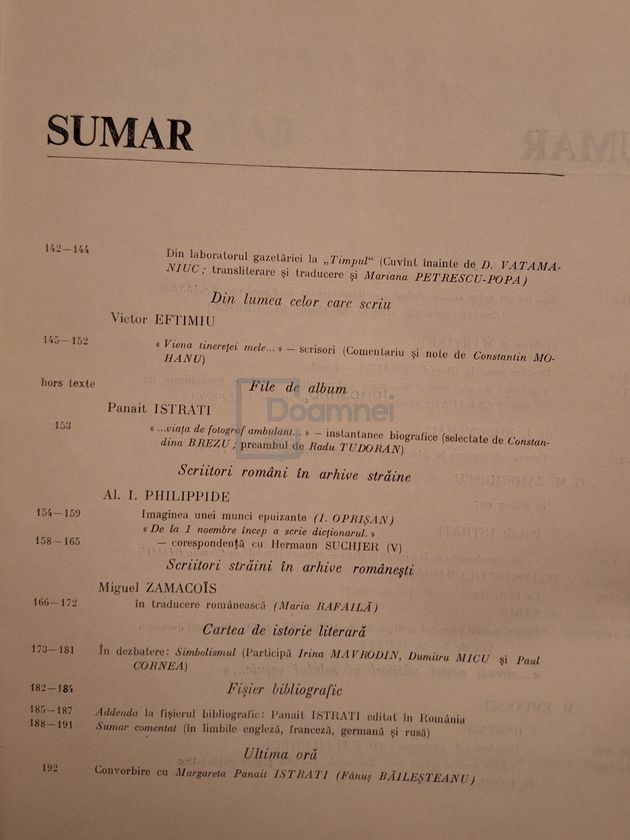 SUMAR
142—144
Din laboratorul gazetăriei la „Timpul“ (Cuvînt înainte de D. VATAMA-
NIUC; transliterare și traducere și Mariana PETRESCU-POPA)
Din lumea celor care scriu
Victor EFTIMIU
145—152
« Viena tinereței mele... » — scrisori (Comentariu și note de Constantin MO-
HANU)
hors texte
File de album
anticariat
Doamnei
Panait ISTRATI
153
« ...viața de fotograf ambulant... » — instantanee biografice (selectate de Constan-
dina BREZU; preambul de Radu TUDORAN)
Scriitori români în arhive străine
Al. I. PHILIPPIDE
154—159
Imaginea unei munci epuizante (I. OPRIȘAN)
« De la 1 noembre încep a scrie dicționarul. »
158—165
— corespondență cu Hermann SUCHIER (V)
Scriitori străini în arhive românești
Miguel ZAMACOÏS
166—172
în traducere românească (Maria RAFAILĂ)
Cartea de istorie literară
173—181
În dezbatere: Simbolismul (Participă Irina MAVRODIN, Dumitru MICU și Paul
CORNEA)
182—184
Fișier bibliografic
185—187
Addenda la fișierul bibliografic: Panait ISTRATI editat în România
188—191
Sumar comentat (în limbile engleză, franceză, germană și rusă)
Ultima oră
192
Convorbire cu Margareta Panait ISTRATI (Fănuș BĂILEȘTEANU)